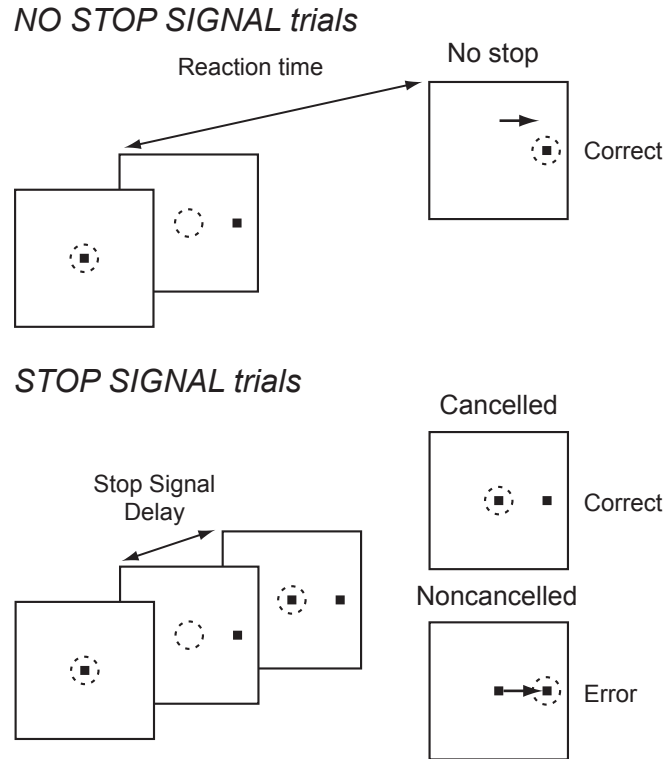 NO STOP SIGNAL trials
Reaction time
No stop
Correct
STOP SIGNAL trials
Stop Signal
Delay
Cancelled
Correct
Noncancelled
Error